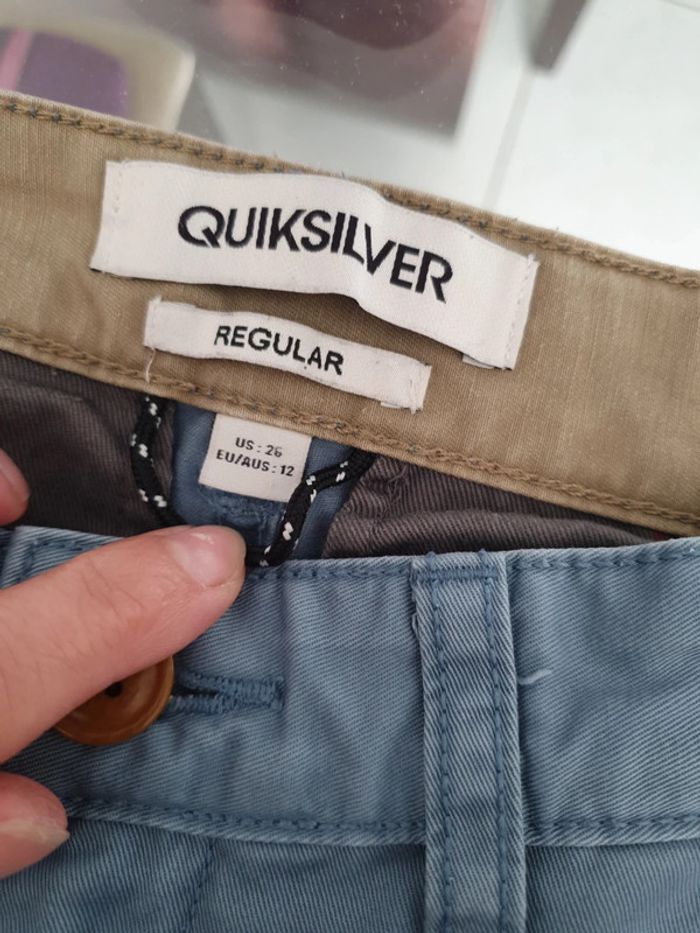 QUIKSILVER
REGULAR
US : 26
EU/AUS : 12